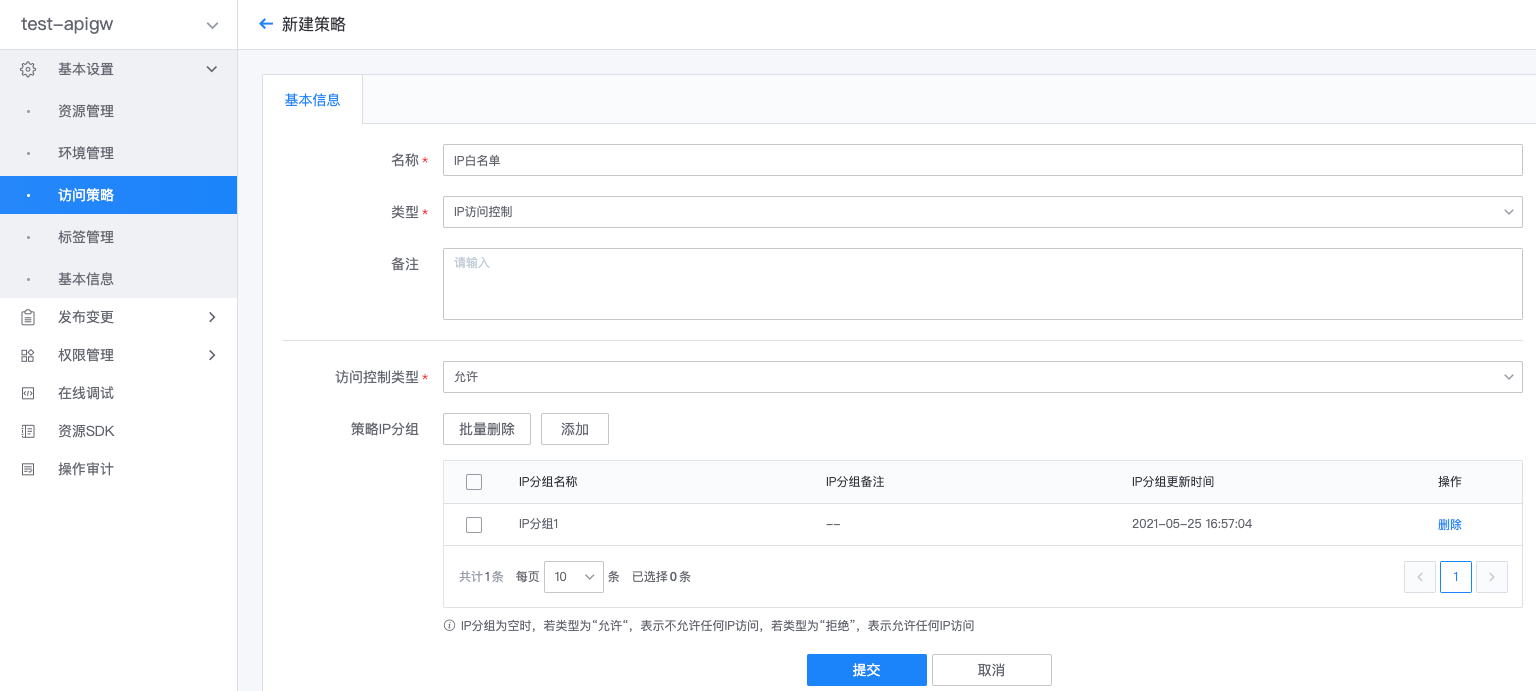 test-apigw
新建策略
基本设置
资源管理
环境管理
访问策略
标签管理
基本信息
发布变更
权限管理
在线调试
资源SDK
操作审计
基本信息
名称 * IP白名单
类型 * IP访问控制
备注 请输入
访问控制类型 * 允许
策略IP分组 批量删除 添加
IP分组名称 IP分组备注 IP分组更新时间 操作
IP分组1 -- 2021-05-25 16:57:04 删除
共计1条 每页 10 条 已选择0条 1
IP分组为空时，若类型为“允许“，表示不允许任何IP访问，若类型为“拒绝”，表示允许任何IP访问
提交 取消